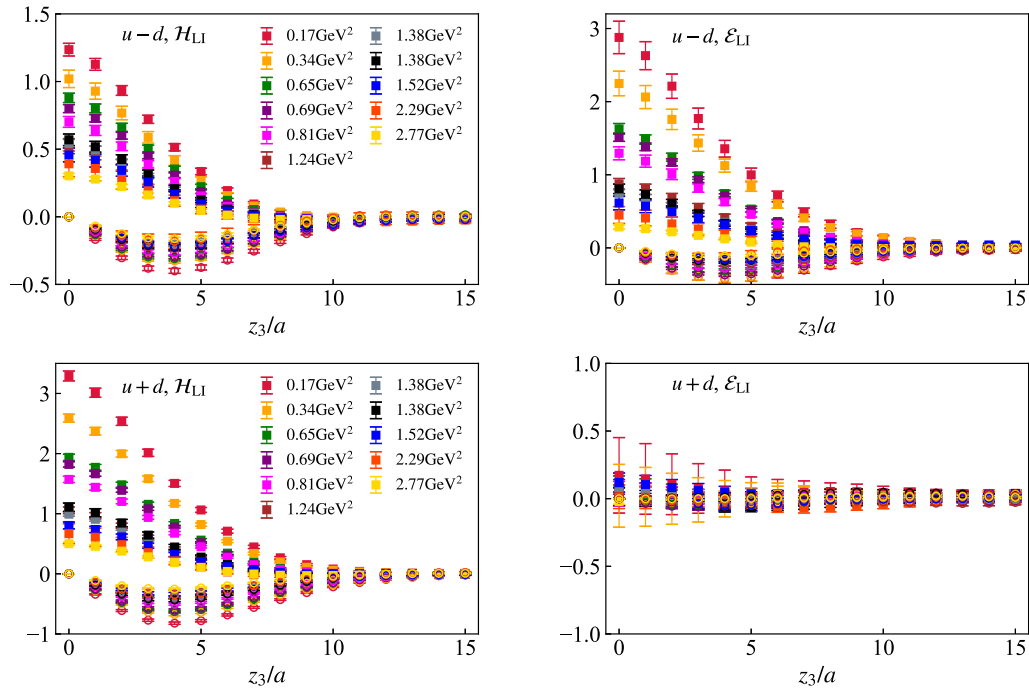 u − d, ℋ_LI
0.17GeV²
0.34GeV²
0.65GeV²
0.69GeV²
0.81GeV²
1.24GeV²
1.38GeV²
1.38GeV²
1.52GeV²
2.29GeV²
2.77GeV²
1.5
1.0
0.5
0.0
−0.5
0 5 10 15
z₃/a
u − d, ℰ_LI
3
2
1
0
0 5 10 15
z₃/a
u + d, ℋ_LI
0.17GeV²
0.34GeV²
0.65GeV²
0.69GeV²
0.81GeV²
1.24GeV²
1.38GeV²
1.38GeV²
1.52GeV²
2.29GeV²
2.77GeV²
3
2
1
0
−1
0 5 10 15
z₃/a
u + d, ℰ_LI
1.0
0.5
0.0
−0.5
−1.0
0 5 10 15
z₃/a